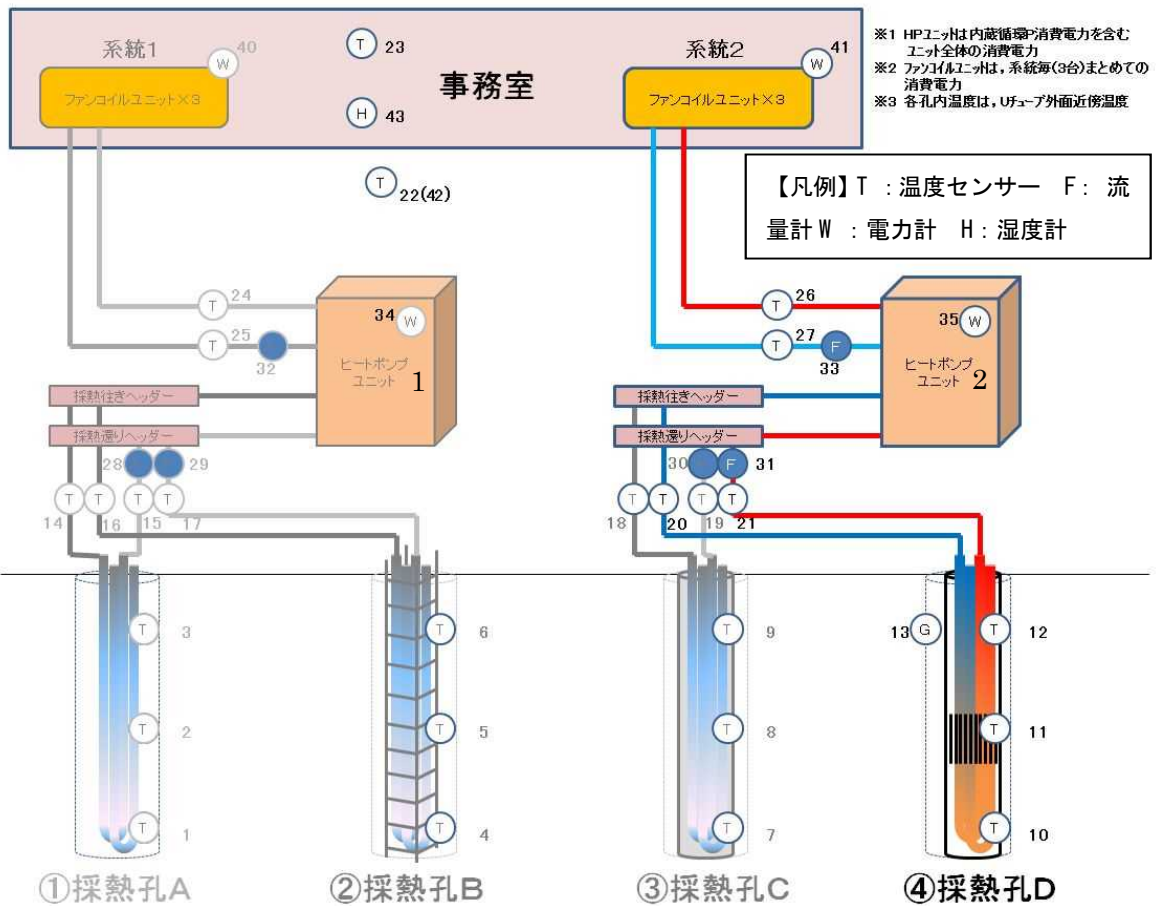 系統1
W 40
T 23
系統2
W 41
ファンコイルユニット×3
事務室
ファンコイルユニット×3
H 43
※1 HPユニットは内蔵循環P消費電力を含む
ユニット全体の消費電力
※2 ファンコイルユニットは,系統毎(3台)まとめての
消費電力
※3 各孔内温度は,Uチューブ外面近傍温度
T 22(42)
【凡例】T :温度センサー F: 流
量計 W :電力計 H:湿度計
T 24
T 25
32
34 W
ヒートポンプ
ユニット 1
T 26
T 27
F
33
35 W
ヒートポンプ
ユニット 2
採熱往きヘッダー
採熱還りヘッダー
採熱往きヘッダー
採熱還りヘッダー
28 29
30 F 31
T T T T
14 16 15 17
T T T T
18 20 19 21
T 3
T 6
T 9
13 G
T 12
T 2
T 5
T 8
T 11
T 1
T 4
T 7
T 10
①採熱孔A
②採熱孔B
③採熱孔C
④採熱孔D